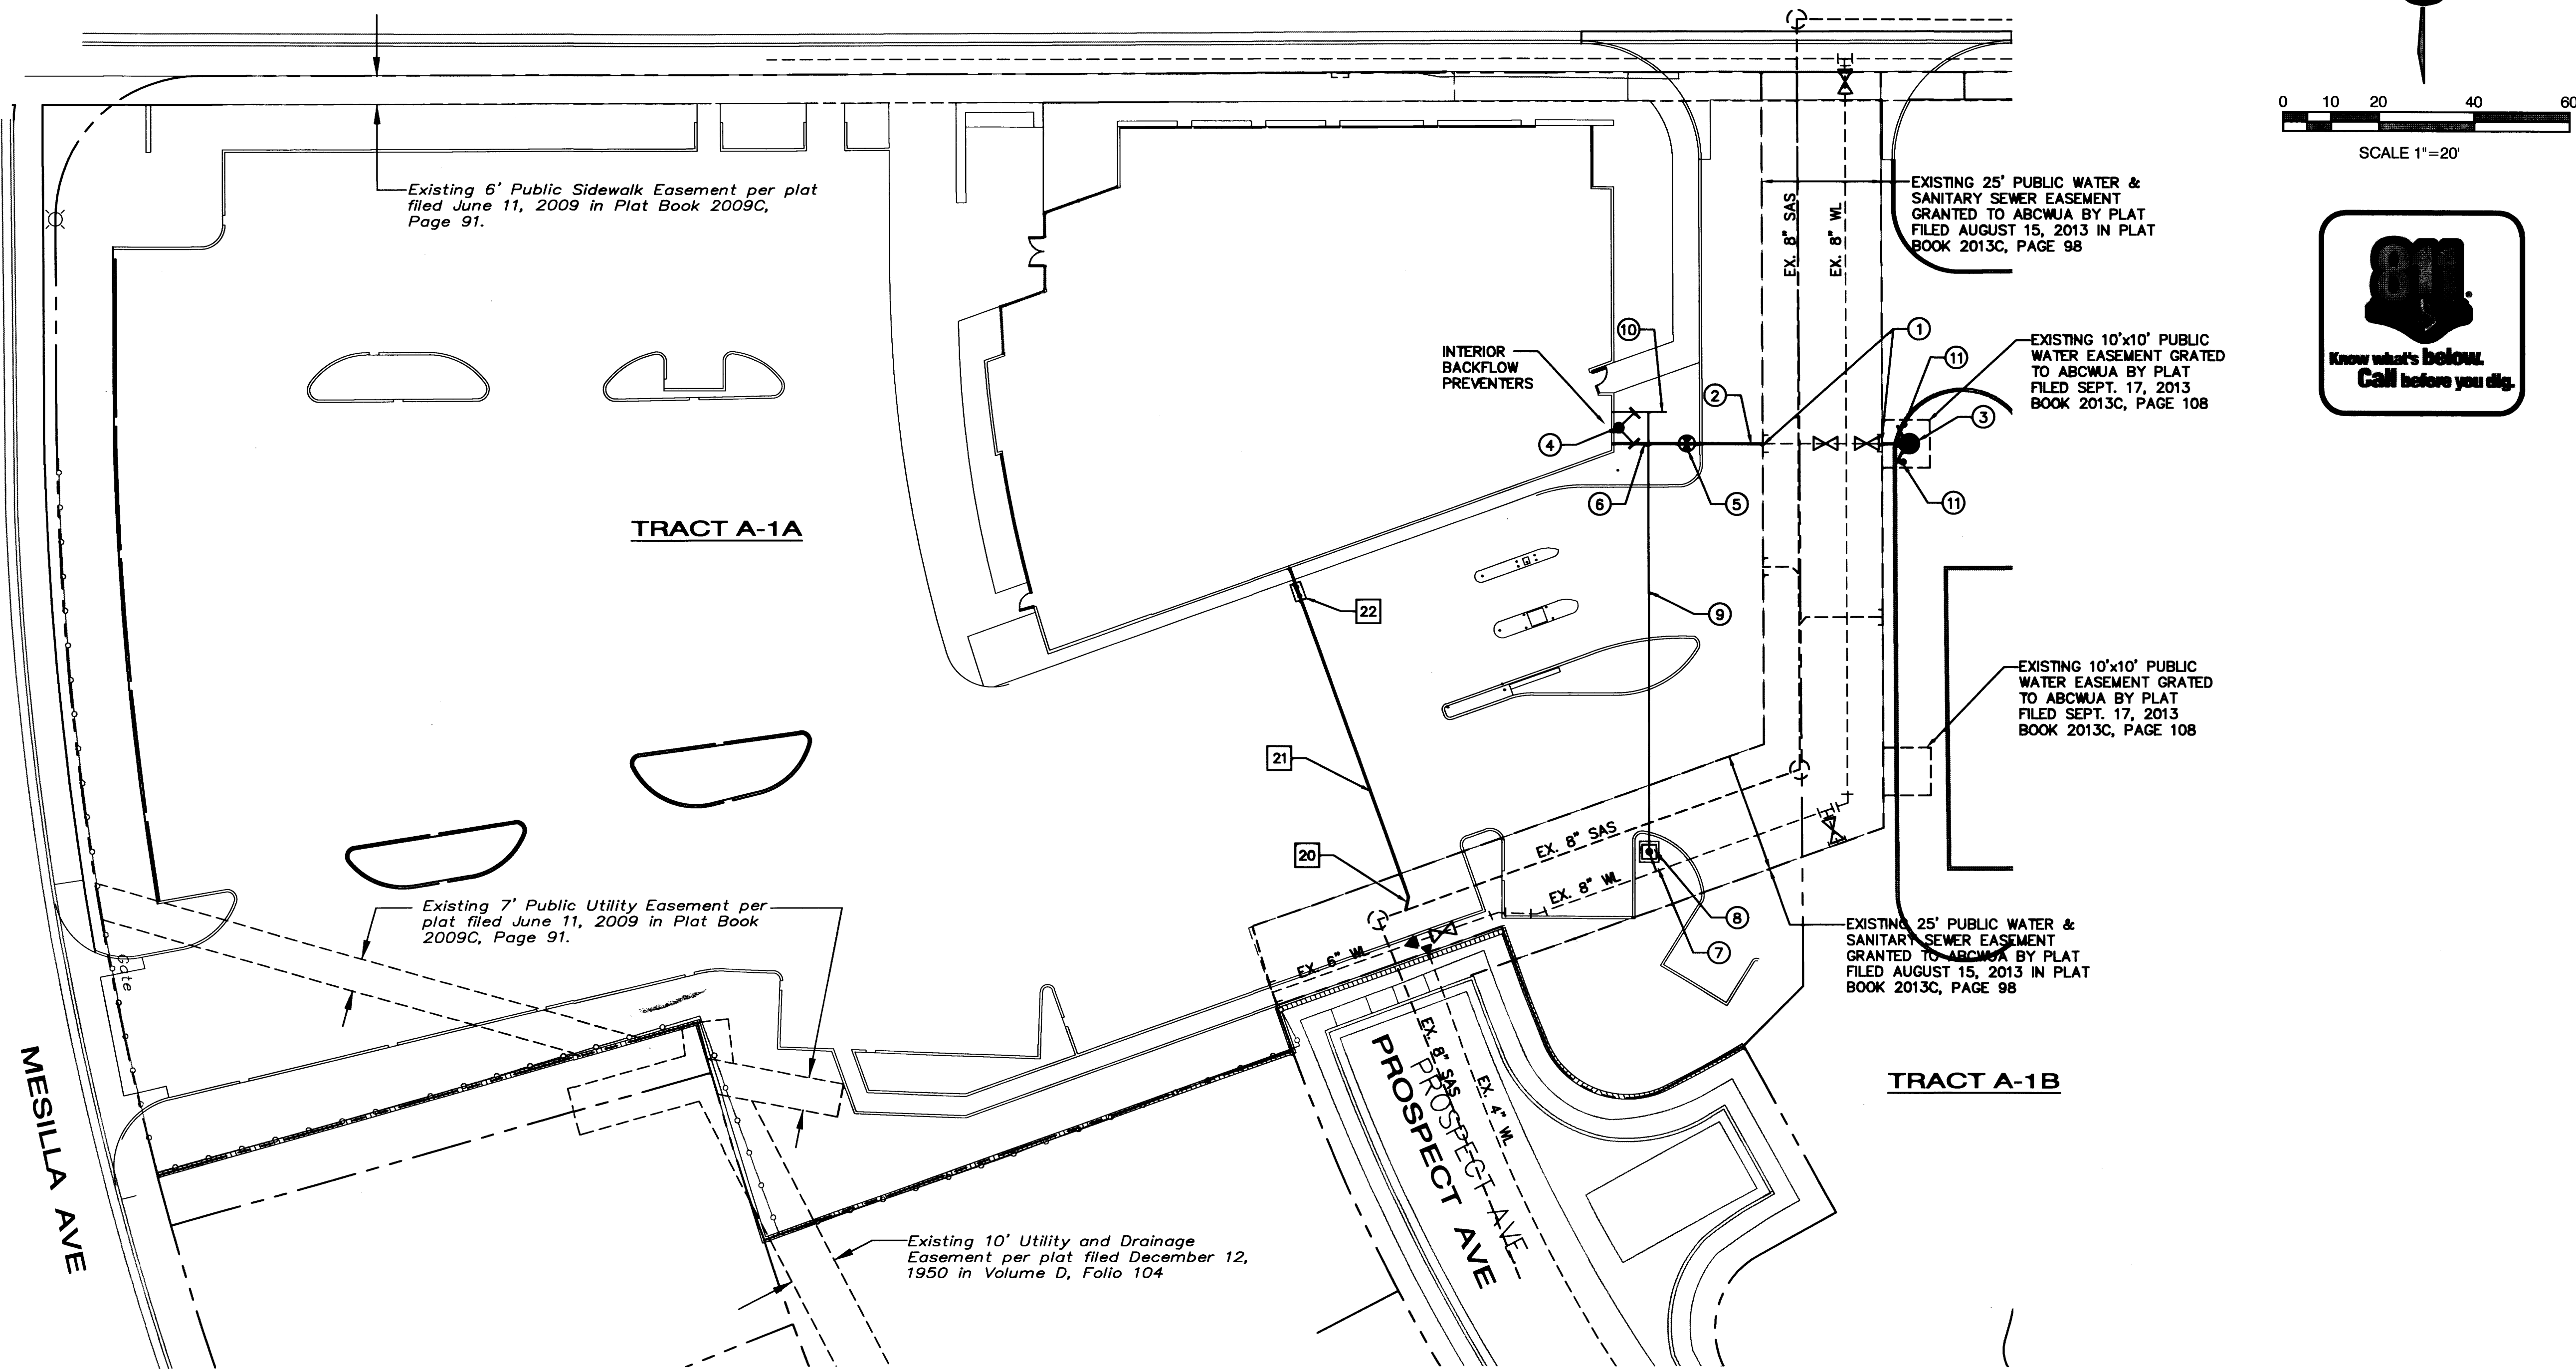 0 10 20 40 60
SCALE 1"=20'
811
Know what's below.
Call before you dig.
Existing 6' Public Sidewalk Easement per plat
filed June 11, 2009 in Plat Book 2009C,
Page 91.
EXISTING 25' PUBLIC WATER &
SANITARY SEWER EASEMENT
GRANTED TO ABCWUA BY PLAT
FILED AUGUST 15, 2013 IN PLAT
BOOK 2013C, PAGE 98
EX. 8" SAS
EX. 8" WL
INTERIOR
BACKFLOW
PREVENTERS
10
1
2
11
EXISTING 10'x10' PUBLIC
WATER EASEMENT GRATED
TO ABCWUA BY PLAT
FILED SEPT. 17, 2013
BOOK 2013C, PAGE 108
3
4
6
5
11
TRACT A-1A
22
9
EXISTING 10'x10' PUBLIC
WATER EASEMENT GRATED
TO ABCWUA BY PLAT
FILED SEPT. 17, 2013
BOOK 2013C, PAGE 108
21
20
EX. 8" SAS
EX. 8" WL
8
7
Existing 7' Public Utility Easement per
plat filed June 11, 2009 in Plat Book
2009C, Page 91.
EXISTING 25' PUBLIC WATER &
SANITARY SEWER EASEMENT
GRANTED TO ABCWUA BY PLAT
FILED AUGUST 15, 2013 IN PLAT
BOOK 2013C, PAGE 98
Gate
EX. 6" WL
EX. 8" SAS
EX. 4" WL
PROSPECT AVE
PROSPECT AVE
TRACT A-1B
MESILLA AVE
Existing 10' Utility and Drainage
Easement per plat filed December 12,
1950 in Volume D, Folio 104